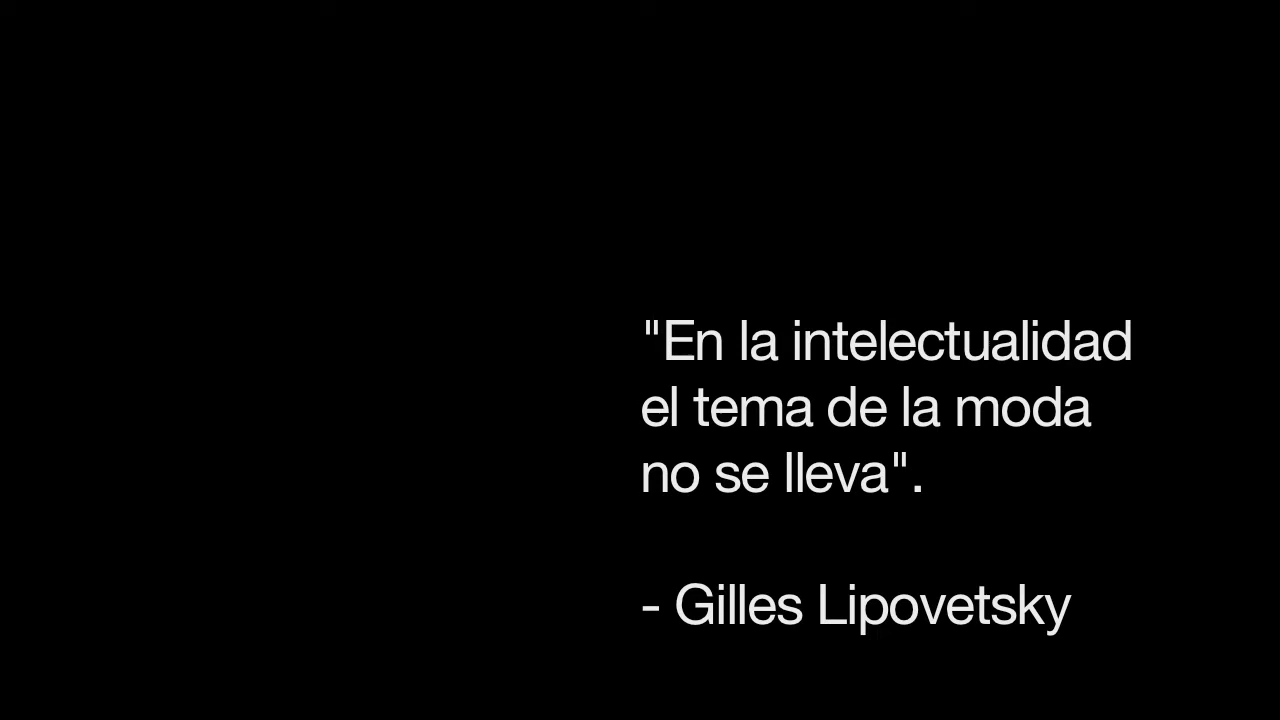 "En la intelectualidad
el tema de la moda
no se lleva".
- Gilles Lipovetsky